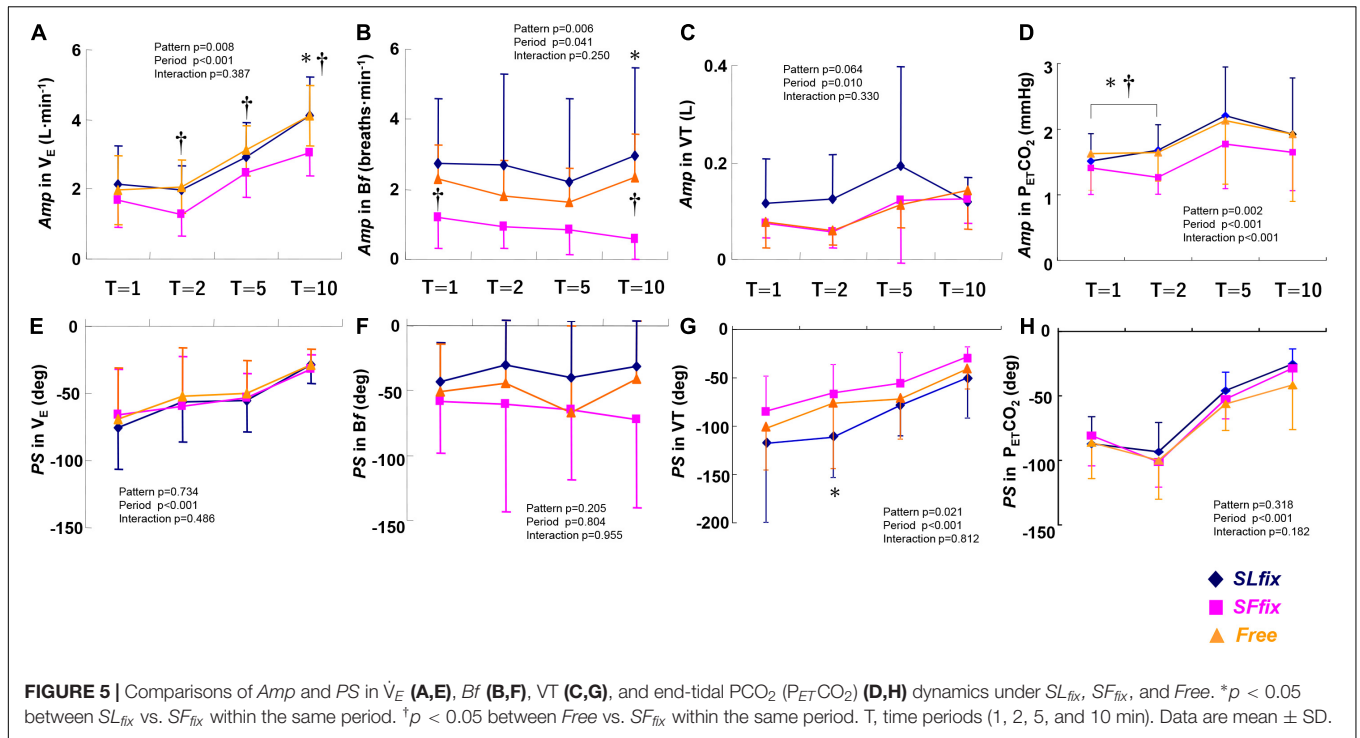 A
Pattern p=0.008
Period p<0.001
Interaction p=0.387
* †
†
†
Amp in V̇E (L·min-1)
6
4
2
0
T=1 T=2 T=5 T=10
B
Pattern p=0.006
Period p=0.041
Interaction p=0.250
*
†
†
Amp in Bf (breaths·min-1)
6
4
2
0
T=1 T=2 T=5 T=10
C
Pattern p=0.064
Period p=0.010
Interaction p=0.330
Amp in VT (L)
0.4
0.2
0
T=1 T=2 T=5 T=10
D
* †
Amp in PETCO2 (mmHg)
3
2
1
0
Pattern p=0.002
Period p<0.001
Interaction p<0.001
T=1 T=2 T=5 T=10
E
PS in V̇E (deg)
0
-50
-100
-150
Pattern p=0.734
Period p<0.001
Interaction p=0.486
F
PS in Bf (deg)
0
-50
-100
-150
Pattern p=0.205
Period p=0.804
Interaction p=0.955
G
PS in VT (deg)
0
-50
-100
-150
-200
*
Pattern p=0.021
Period p<0.001
Interaction p=0.812
H
PS in PETCO2 (deg)
0
-50
-100
-150
Pattern p=0.318
Period p<0.001
Interaction p=0.182
SLfix
SFfix
Free
FIGURE 5 | Comparisons of Amp and PS in V̇E (A,E), Bf (B,F), VT (C,G), and end-tidal PCO2 (PETCO2) (D,H) dynamics under SLfix, SFfix, and Free. *p < 0.05
between SLfix vs. SFfix within the same period. †p < 0.05 between Free vs. SFfix within the same period. T, time periods (1, 2, 5, and 10 min). Data are mean ± SD.